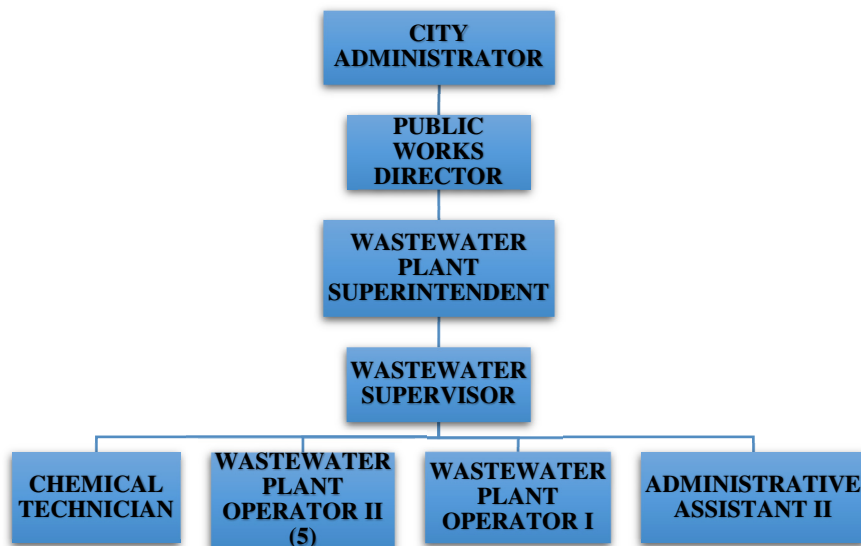 CITY
ADMINISTRATOR
PUBLIC
WORKS
DIRECTOR
WASTEWATER
PLANT
SUPERINTENDENT
WASTEWATER
SUPERVISOR
CHEMICAL
TECHNICIAN
WASTEWATER
PLANT
OPERATOR II
(5)
WASTEWATER
PLANT
OPERATOR I
ADMINISTRATIVE
ASSISTANT II